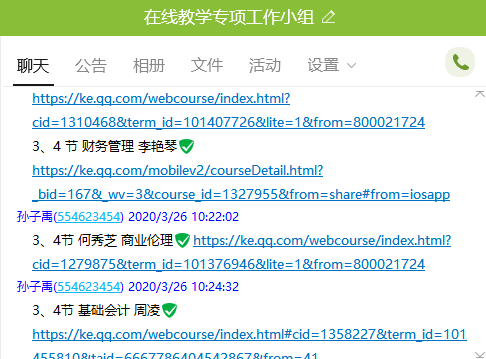 在线教学专项工作小组
聊天 公告 相册 文件 活动 设置
https://ke.qq.com/webcourse/index.html?
cid=1310468&term_id=101407726&lite=1&from=800021724
3、4 节 财务管理 李艳琴
https://ke.qq.com/mobilev2/courseDetail.html?
_bid=167&_wv=3&course_id=1327955&from=share#from=iosapp
孙子禹(554623454) 2020/3/26 10:22:02
3、4节 何秀芝 商业伦理 https://ke.qq.com/webcourse/index.html?
cid=1279875&term_id=101376946&lite=1&from=800021724
孙子禹(554623454) 2020/3/26 10:24:32
3、4节 基础会计 周凌
https://ke.qq.com/webcourse/index.html#cid=1358227&term_id=101
455810&taid=6667786404542867&from=41